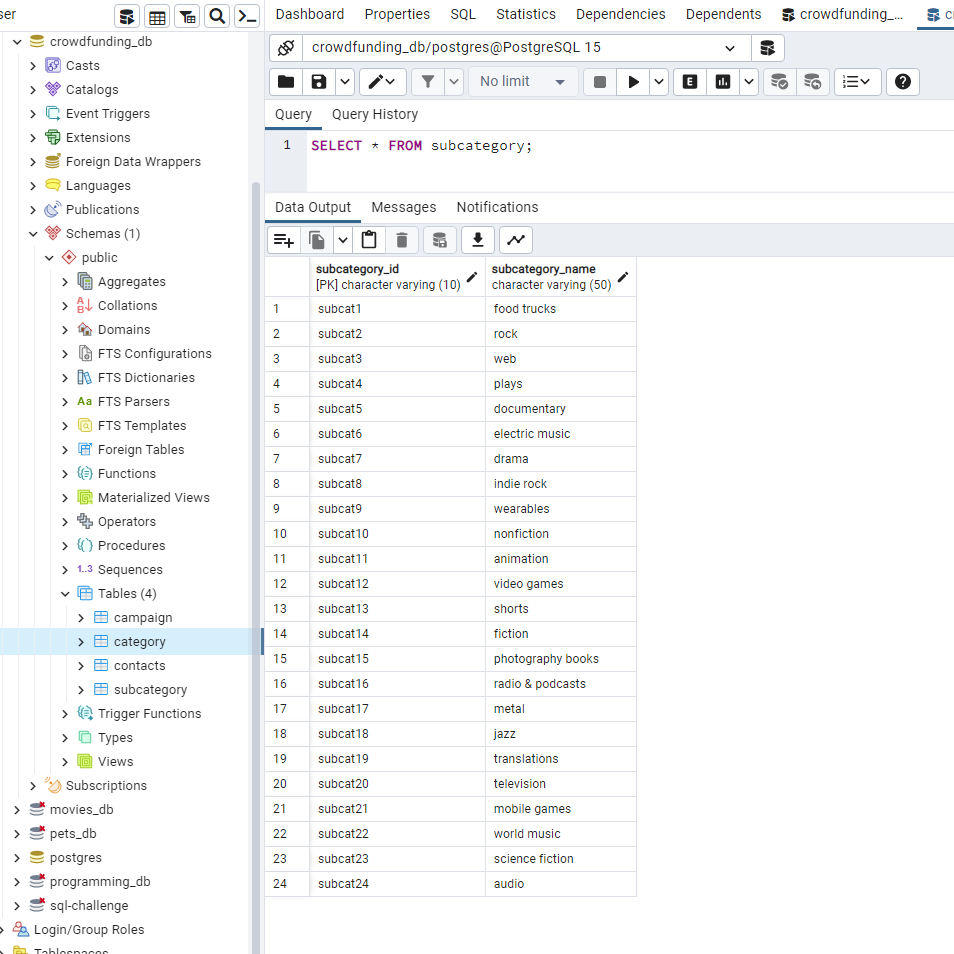 ser
crowdfunding_db
Casts
Catalogs
Event Triggers
Extensions
Foreign Data Wrappers
Languages
Publications
Schemas (1)
public
Aggregates
Collations
Domains
FTS Configurations
FTS Dictionaries
Aa FTS Parsers
FTS Templates
Foreign Tables
Functions
Materialized Views
Operators
Procedures
1..3 Sequences
Tables (4)
campaign
category
contacts
subcategory
Trigger Functions
Types
Views
Subscriptions
movies_db
pets_db
postgres
programming_db
sql-challenge
Login/Group Roles
Tablespaces
Dashboard Properties SQL Statistics Dependencies Dependents crowdfunding_...
crowdfunding_db/postgres@PostgreSQL 15
No limit E
Query Query History
1 SELECT * FROM subcategory;
Data Output Messages Notifications
subcategory_id subcategory_name
[PK] character varying (10) character varying (50)
1 subcat1 food trucks
2 subcat2 rock
3 subcat3 web
4 subcat4 plays
5 subcat5 documentary
6 subcat6 electric music
7 subcat7 drama
8 subcat8 indie rock
9 subcat9 wearables
10 subcat10 nonfiction
11 subcat11 animation
12 subcat12 video games
13 subcat13 shorts
14 subcat14 fiction
15 subcat15 photography books
16 subcat16 radio & podcasts
17 subcat17 metal
18 subcat18 jazz
19 subcat19 translations
20 subcat20 television
21 subcat21 mobile games
22 subcat22 world music
23 subcat23 science fiction
24 subcat24 audio